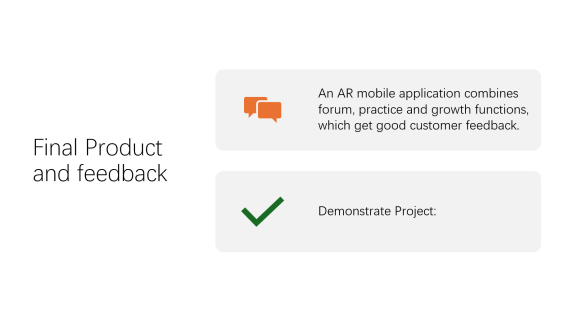 Final Product
and feedback
An AR mobile application combines
forum, practice and growth functions,
which get good customer feedback.
Demonstrate Project: